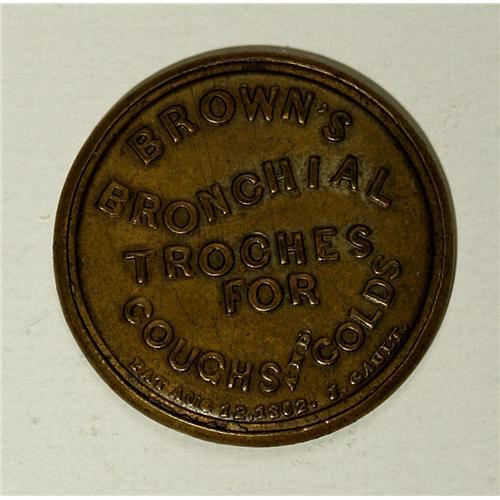 BROWN'S
BRONCHIAL
TROCHES
FOR
COUGHS AND COLDS
PAT AUG 12, 1862. J. GAULT.